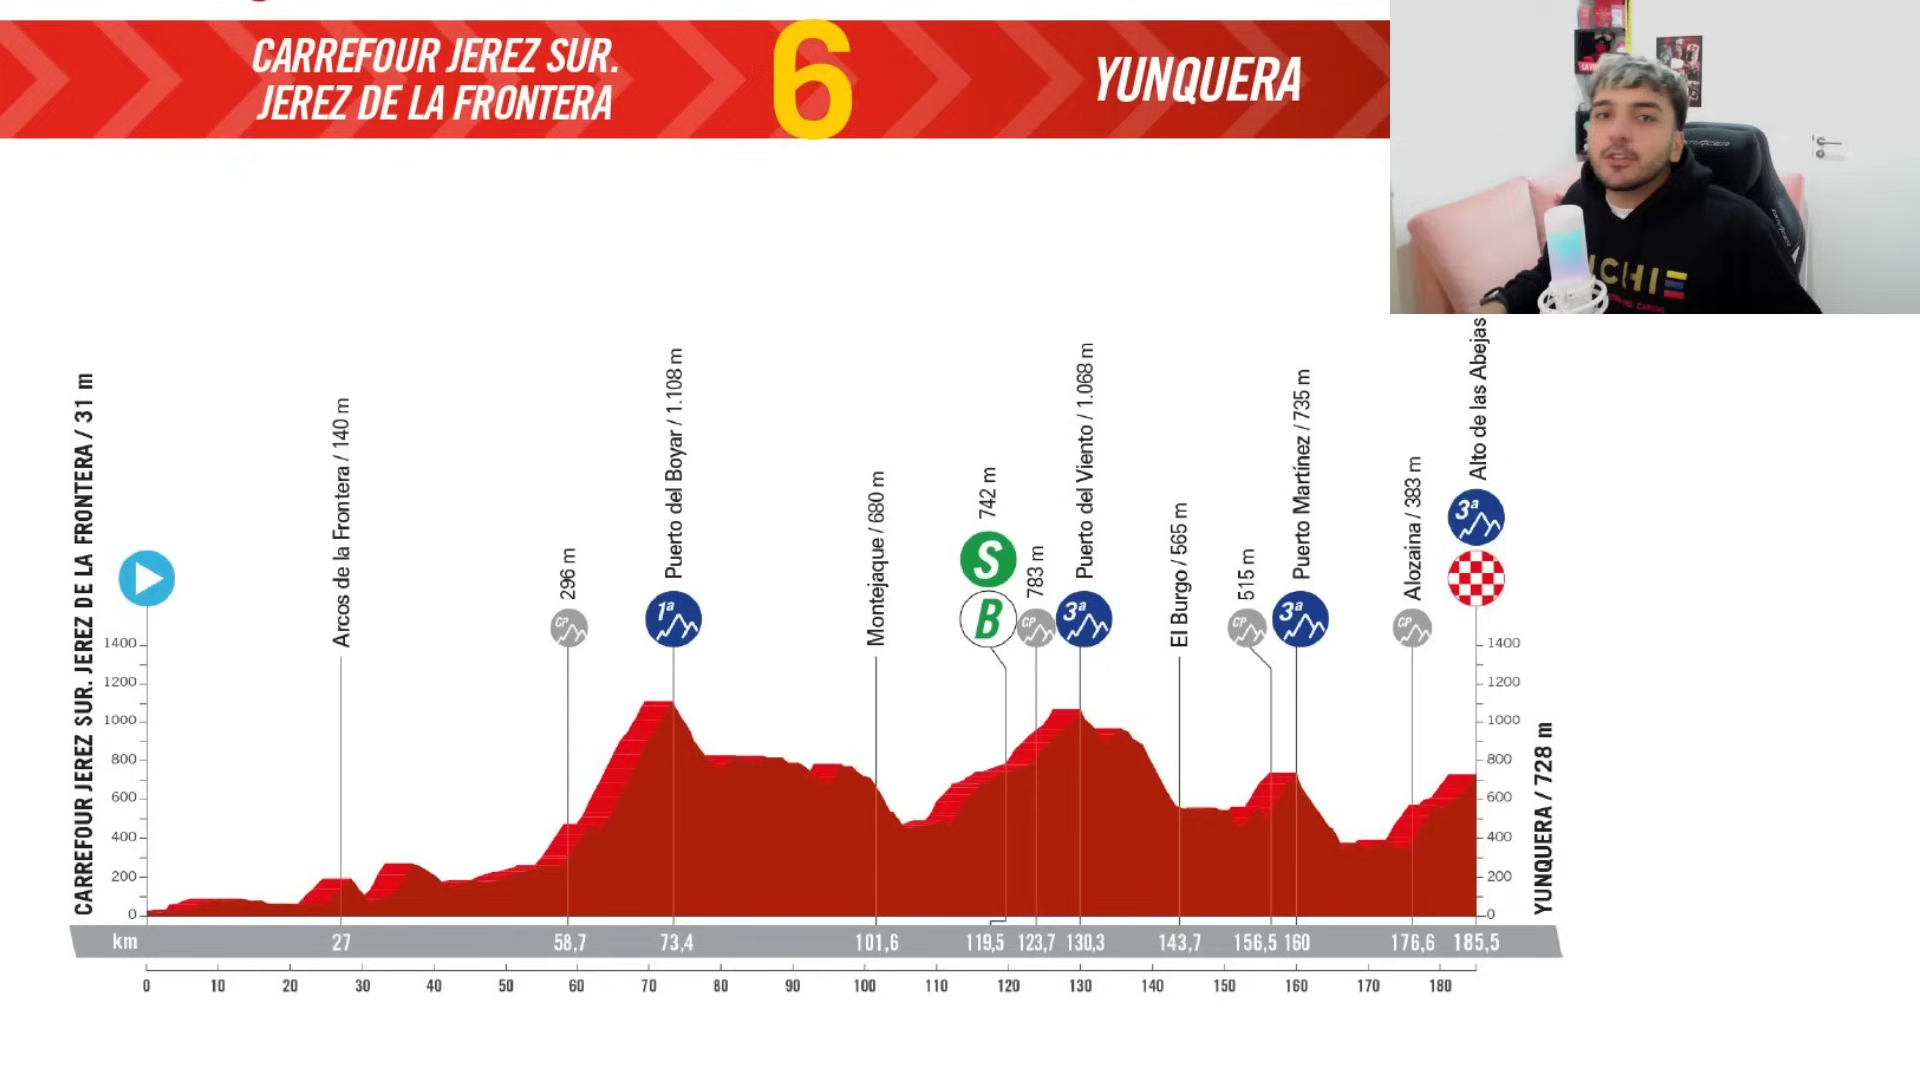 CARREFOUR JEREZ SUR.
JEREZ DE LA FRONTERA
6
YUNQUERA
CARREFOUR JEREZ SUR. JEREZ DE LA FRONTERA / 31 m
Arcos de la Frontera / 140 m
296 m
CP
Puerto del Boyar / 1.108 m
1ª
Montejaque / 680 m
742 m
S
B
783 m
CP
Puerto del Viento / 1.068 m
3ª
El Burgo / 565 m
515 m
CP
Puerto Martínez / 735 m
3ª
Alozaina / 383 m
CP
Alto de las Abejas
3ª
YUNQUERA / 728 m
1400
1200
1000
800
600
400
200
0
1400
1200
1000
800
600
400
200
0
km 27 58,7 73,4 101,6 119,5 123,7 130,3 143,7 156,5 160 176,6 185,5
0 10 20 30 40 50 60 70 80 90 100 110 120 130 140 150 160 170 180